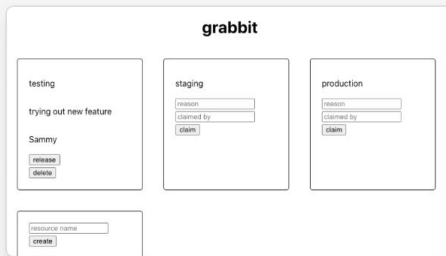 grabbit
testing
trying out new feature
Sammy
release
delete
staging
reason
claimed by
claim
production
reason
claimed by
claim
resource name
create